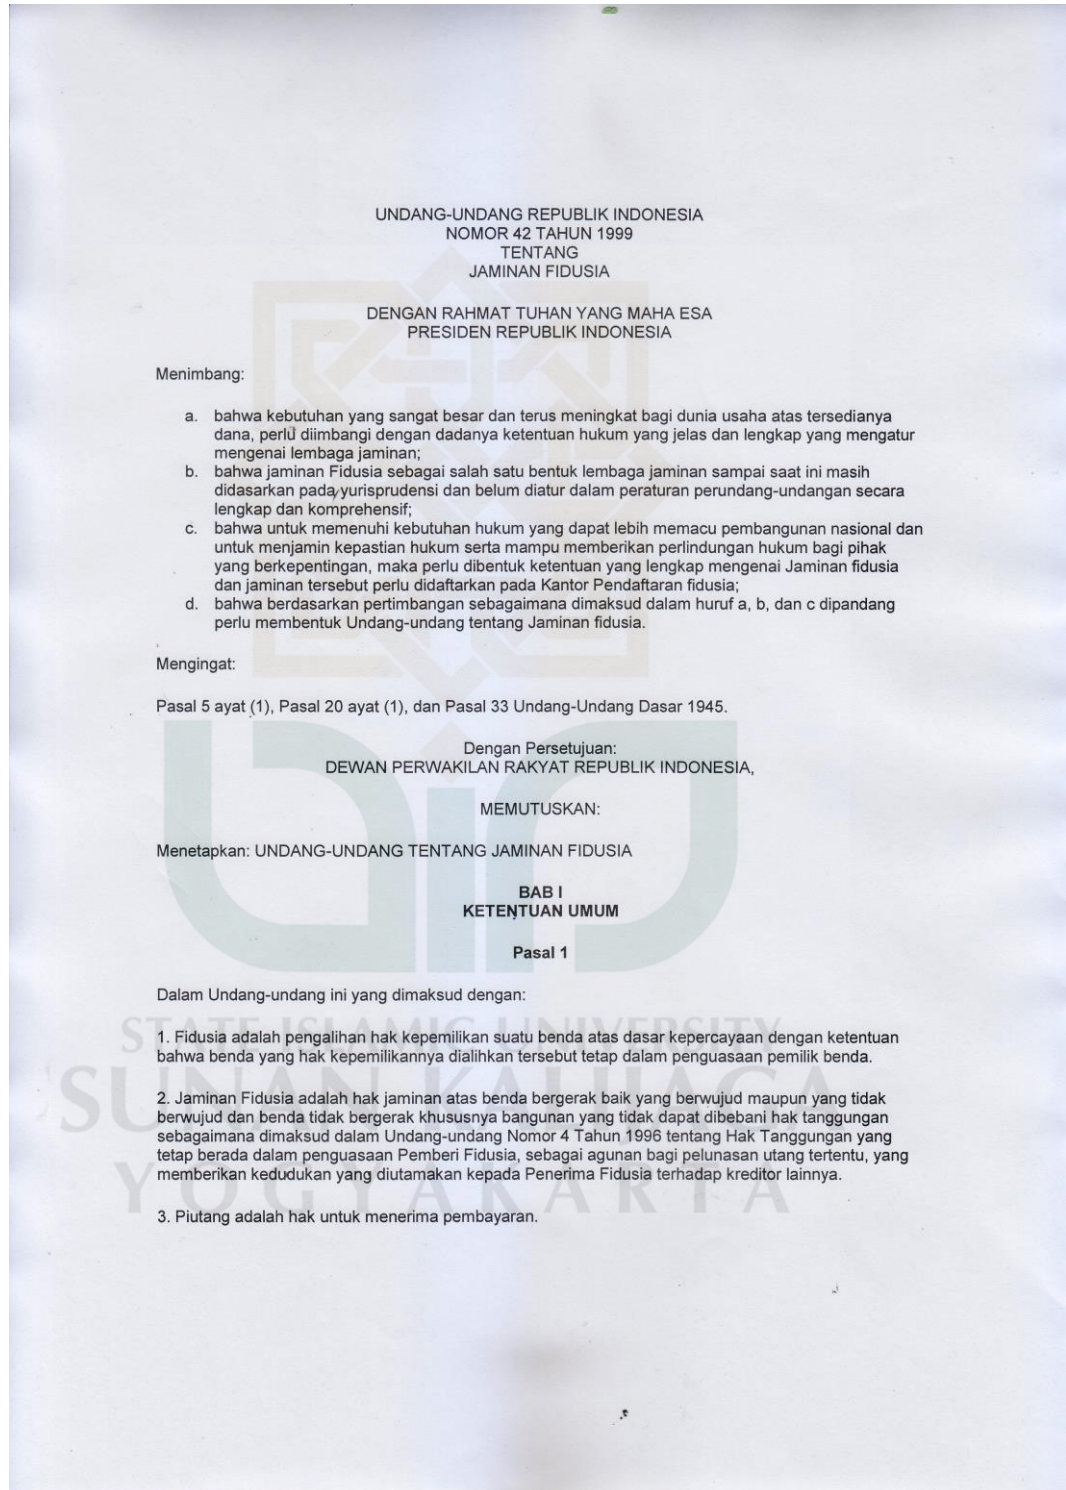 UNDANG-UNDANG REPUBLIK INDONESIA
NOMOR 42 TAHUN 1999
TENTANG
JAMINAN FIDUSIA
DENGAN RAHMAT TUHAN YANG MAHA ESA
PRESIDEN REPUBLIK INDONESIA
Menimbang:
a. bahwa kebutuhan yang sangat besar dan terus meningkat bagi dunia usaha atas tersedianya
dana, perlu diimbangi dengan dadanya ketentuan hukum yang jelas dan lengkap yang mengatur
mengenai lembaga jaminan;
b. bahwa jaminan Fidusia sebagai salah satu bentuk lembaga jaminan sampai saat ini masih
didasarkan pada yurisprudensi dan belum diatur dalam peraturan perundang-undangan secara
lengkap dan komprehensif;
c. bahwa untuk memenuhi kebutuhan hukum yang dapat lebih memacu pembangunan nasional dan
untuk menjamin kepastian hukum serta mampu memberikan perlindungan hukum bagi pihak
yang berkepentingan, maka perlu dibentuk ketentuan yang lengkap mengenai Jaminan fidusia
dan jaminan tersebut perlu didaftarkan pada Kantor Pendaftaran fidusia;
d. bahwa berdasarkan pertimbangan sebagaimana dimaksud dalam huruf a, b, dan c dipandang
perlu membentuk Undang-undang tentang Jaminan fidusia.
Mengingat:
Pasal 5 ayat (1), Pasal 20 ayat (1), dan Pasal 33 Undang-Undang Dasar 1945.
Dengan Persetujuan:
DEWAN PERWAKILAN RAKYAT REPUBLIK INDONESIA,
MEMUTUSKAN:
Menetapkan: UNDANG-UNDANG TENTANG JAMINAN FIDUSIA
BAB I
KETENTUAN UMUM
Pasal 1
Dalam Undang-undang ini yang dimaksud dengan:
STATE ISLAMIC UNIVERSITY
1. Fidusia adalah pengalihan hak kepemilikan suatu benda atas dasar kepercayaan dengan ketentuan
bahwa benda yang hak kepemilikannya dialihkan tersebut tetap dalam penguasaan pemilik benda.
SUNAN KALIJAGA
2. Jaminan Fidusia adalah hak jaminan atas benda bergerak baik yang berwujud maupun yang tidak
berwujud dan benda tidak bergerak khususnya bangunan yang tidak dapat dibebani hak tanggungan
sebagaimana dimaksud dalam Undang-undang Nomor 4 Tahun 1996 tentang Hak Tanggungan yang
tetap berada dalam penguasaan Pemberi Fidusia, sebagai agunan bagi pelunasan utang tertentu, yang
memberikan kedudukan yang diutamakan kepada Penerima Fidusia terhadap kreditor lainnya.
YOGYAKARTA
3. Piutang adalah hak untuk menerima pembayaran.